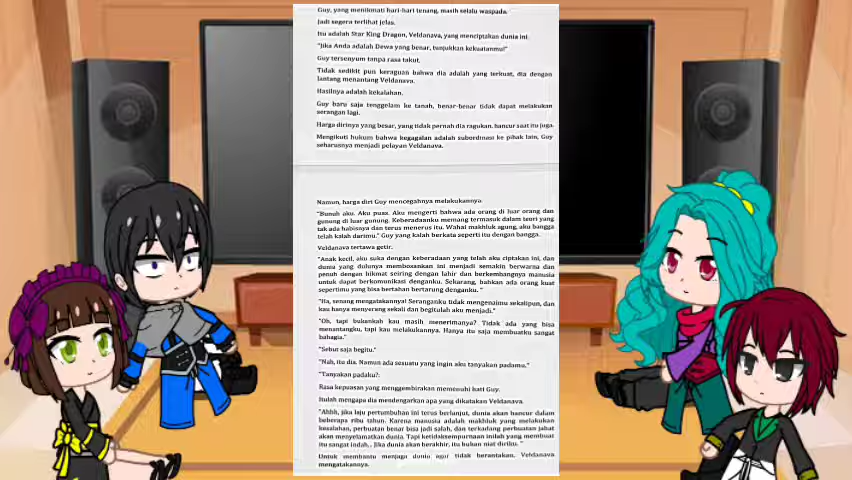 Guy, yang menikmati hari-hari tenang, masih selalu waspada.
Jadi segera terlihat jelas.
Itu adalah Star King Dragon, Veldanava, yang menciptakan dunia ini.
"Jika Anda adalah Dewa yang benar, tunjukkan kekuatanmu!"
Guy tersenyum tanpa rasa takut.
Tidak sedikit pun keraguan bahwa dia adalah yang terkuat, dia dengan
lantang menantang Veldanava.
Hasilnya adalah kekalahan.
Guy baru saja tenggelam ke tanah, benar-benar tidak dapat melakukan
serangan lagi.
Harga dirinya yang besar, yang tidak pernah dia ragukan, hancur saat itu juga.
Mengikuti hukum bahwa kegagalan adalah subordinasi ke pihak lain, Guy
seharusnya menjadi pelayan Veldanava.
Namun, harga diri Guy mencegahnya melakukannya.
"Bunuh aku. Aku puas. Aku mengerti bahwa ada orang di luar orang dan
gunung di luar gunung. Keberadaanku memang termasuk dalam teori yang
tak ada habisnya dan terus menerus itu. Wahai makhluk agung, aku bangga
telah kalah darimu." Guy yang kalah berkata seperti itu dengan bangga.
Veldanava tertawa getir.
"Anak kecil, aku suka dengan keberadaan yang telah aku ciptakan ini, dan
dunia yang dulunya membosankan ini menjadi semakin berwarna dan
penuh dengan hikmat seiring dengan lahir dan berkembangnya manusia
untuk dapat berkomunikasi denganku. Sekarang, bahkan ada orang kuat
sepertimu yang bisa bertahan bertarung denganku. "
"Ha, senang mengatakannya! Seranganku tidak mengenaimu sekalipun, dan
kau hanya menyerang sekali dan begitulah aku menjadi."
"Oh, tapi bukankah kau masih menerimanya? Tidak ada yang bisa
menantangku, tapi kau melakukannya. Hanya itu saja membuatku sangat
bahagia."
"Sebut saja begitu."
"Nah, itu dia. Namun ada sesuatu yang ingin aku tanyakan padamu."
"Tanyakan padaku?"
Rasa kepuasan yang menggembirakan memenuhi hati Guy.
Itulah mengapa dia mendengarkan apa yang dikatakan Veldanava.
"Ahhh, jika laju pertumbuhan ini terus berlanjut, dunia akan hancur dalam
beberapa ribu tahun. Karena manusia adalah makhluk yang melakukan
kesalahan, perbuatan benar bisa jadi salah, dan terkadang perbuatan jahat
akan menyelamatkan dunia. Tapi ketidaksempurnaan inilah yang membuat
itu sangat indah. Jika dunia akan berakhir, itu bukan niat diriku. "
Untuk membantu menjaga dunia agar tidak berantakan. Veldanava
mengatakannya.